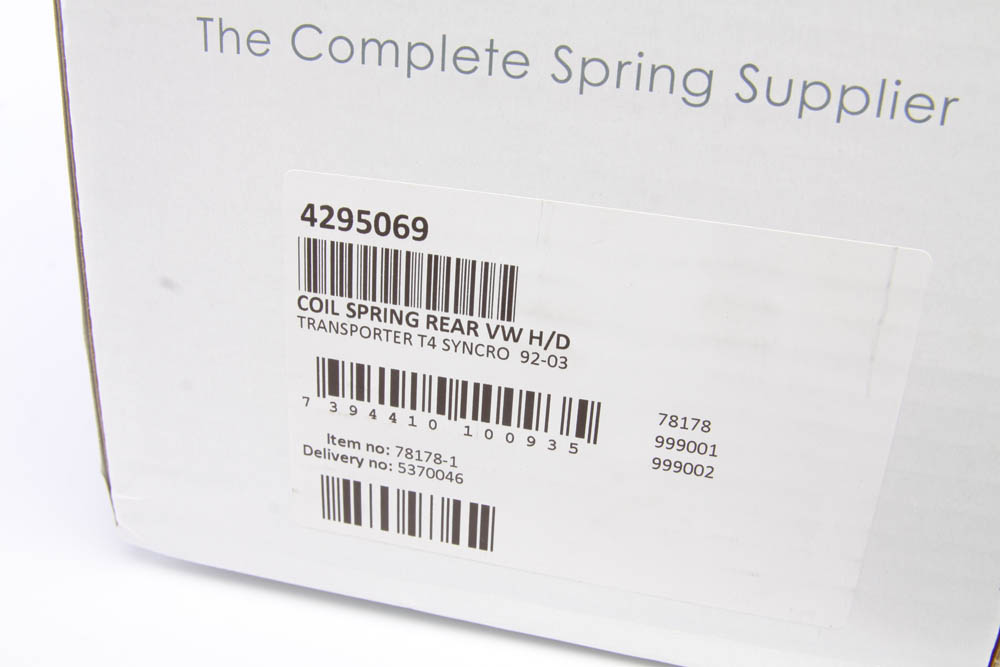 The Complete Spring Supplier
4295069
COIL SPRING REAR VW H/D
TRANSPORTER T4 SYNCRO 92-03
7 394410 100935
Item no: 78178-1
Delivery no: 5370046
78178
999001
999002